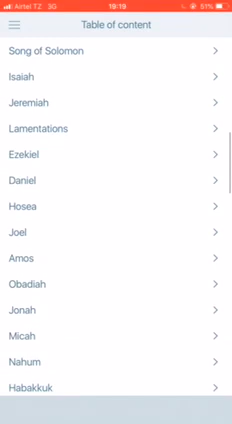 Airtel TZ 3G 19:19 51%
Table of content
Song of Solomon
Isaiah
Jeremiah
Lamentations
Ezekiel
Daniel
Hosea
Joel
Amos
Obadiah
Jonah
Micah
Nahum
Habakkuk